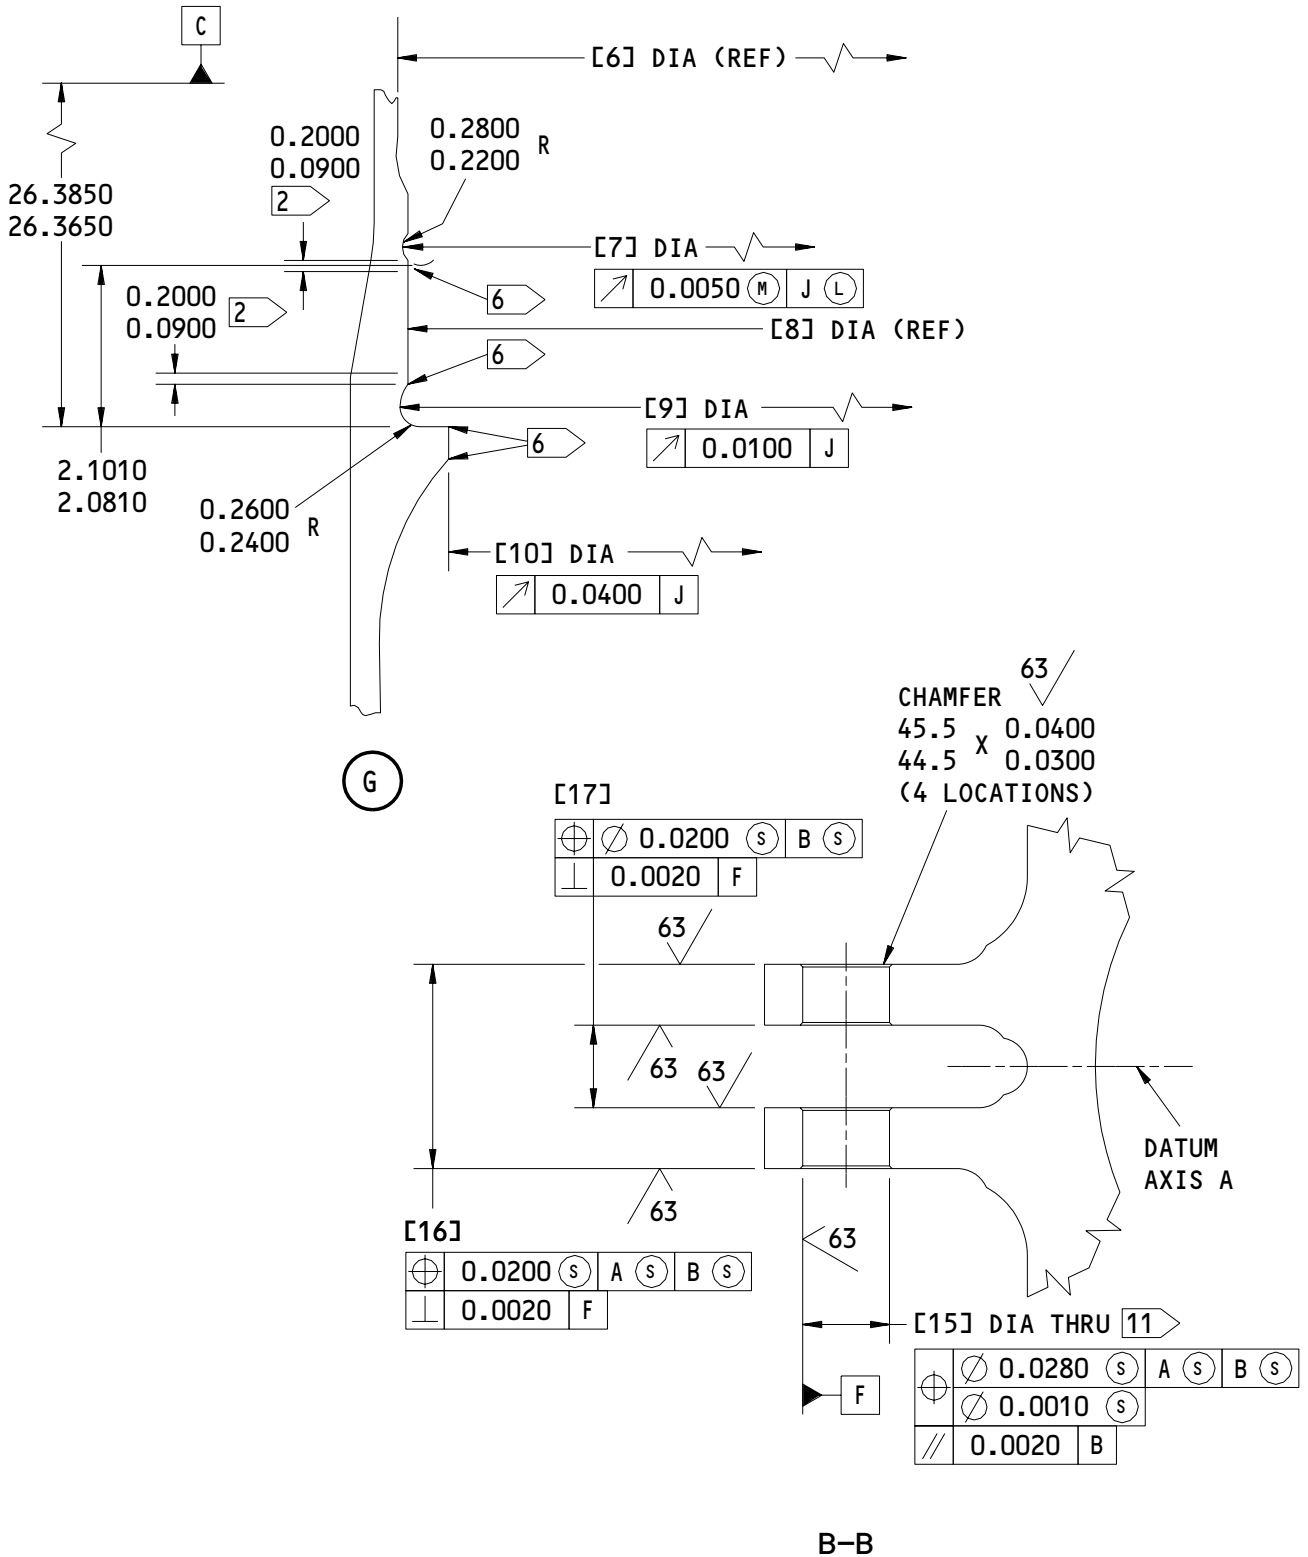 C
[6] DIA (REF)
0.2000
0.0900
2
0.2800
0.2200
R
26.3850
26.3650
[7] DIA
0.0050 M J L
6
0.2000
0.0900
2
[8] DIA (REF)
6
[9] DIA
0.0100 J
6
2.1010
2.0810
0.2600
0.2400
R
[10] DIA
0.0400 J
G
63
CHAMFER
45.5 X 0.0400
44.5 0.0300
(4 LOCATIONS)
[17]
⌀ 0.0200 S B S
⊥ 0.0020 F
63
63
63
DATUM
AXIS A
63
63
[16]
0.0200 S A S B S
⊥ 0.0020 F
[15] DIA THRU 11
⌀ 0.0280 S A S B S
⌀ 0.0010 S
// 0.0020 B
F
B-B